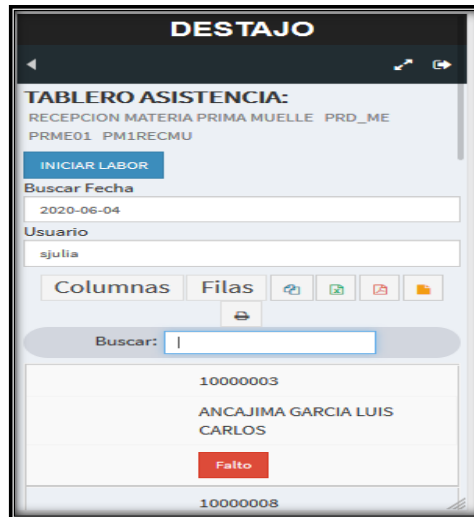 DESTAJO
TABLERO ASISTENCIA:
RECEPCION MATERIA PRIMA MUELLE PRD_ME
PRME01 PM1RECMU
INICIAR LABOR
Buscar Fecha
2020-06-04
Usuario
sjulia
Columnas Filas
Buscar:
10000003
ANCAJIMA GARCIA LUIS
CARLOS
Falto
10000008